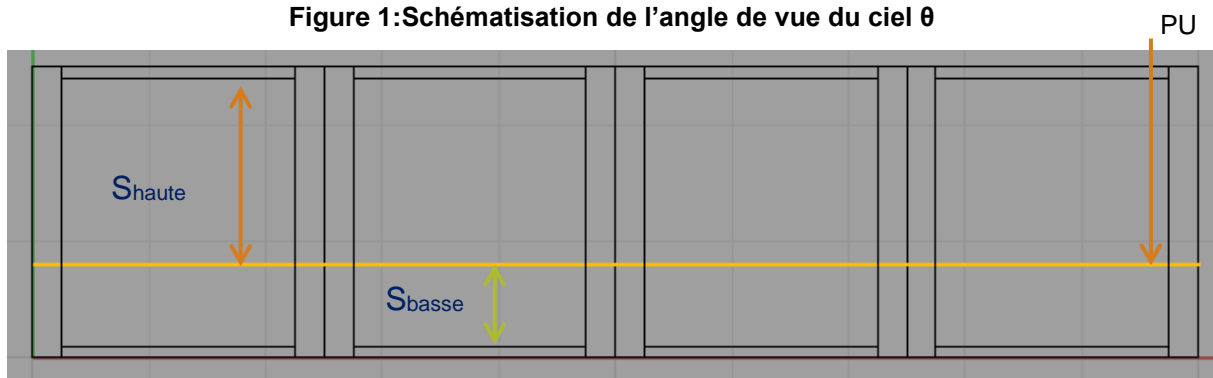 Figure 1:Schématisation de l’angle de vue du ciel θ
PU
Shaute
Sbasse